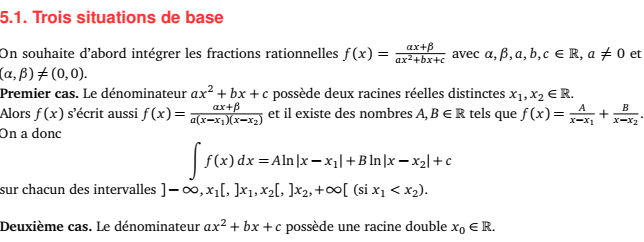 5.1. Trois situations de base
On souhaite d'abord intégrer les fractions rationnelles f(x) = αx+β/ax²+bx+c avec α, β, a, b, c ∈ ℝ, a ≠ 0 et
(α, β) ≠ (0, 0).
Premier cas. Le dénominateur ax² + bx + c possède deux racines réelles distinctes x₁, x₂ ∈ ℝ.
Alors f(x) s'écrit aussi f(x) = αx+β/a(x−x₁)(x−x₂) et il existe des nombres A, B ∈ ℝ tels que f(x) = A/x−x₁ + B/x−x₂.
On a donc
∫ f(x) dx = A ln|x − x₁| + B ln|x − x₂| + c
sur chacun des intervalles ]−∞, x₁[, ]x₁, x₂[, ]x₂, +∞[ (si x₁ < x₂).
Deuxième cas. Le dénominateur ax² + bx + c possède une racine double x₀ ∈ ℝ.